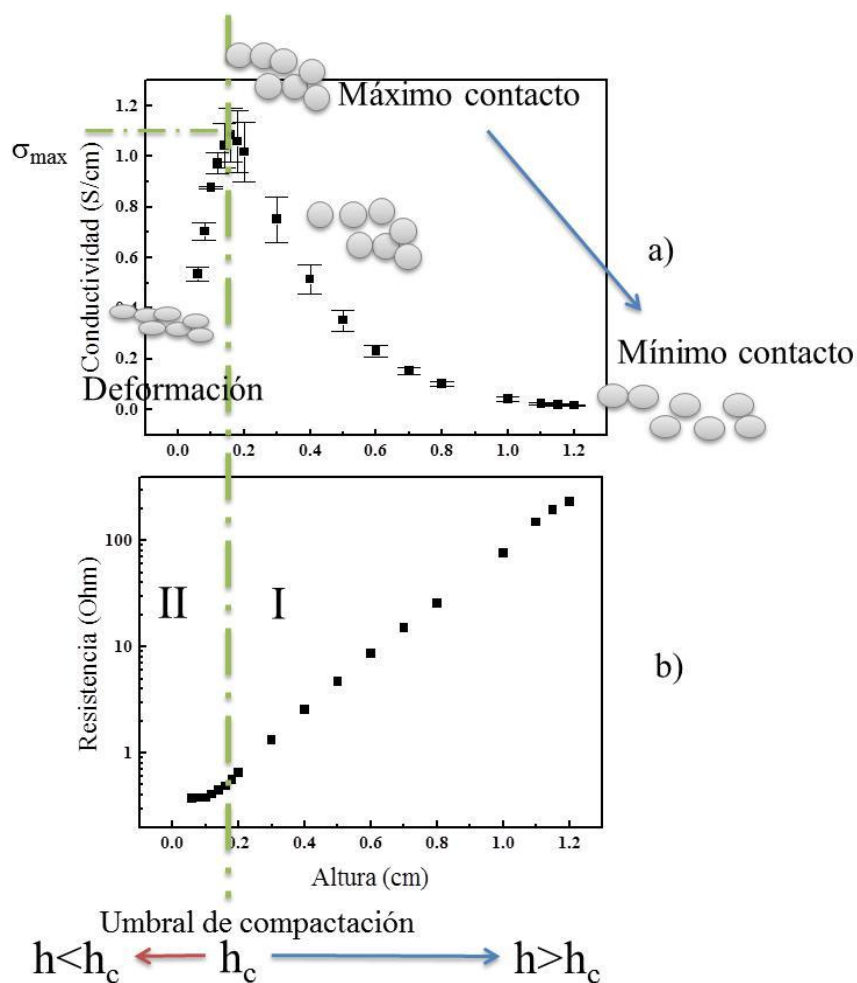 Máximo contacto
σmax
1.2
1.0
0.8
0.6
0.4
0.2
0.0
Conductividad (S/cm)
a)
Mínimo contacto
Deformación
0.0 0.2 0.4 0.6 0.8 1.0 1.2
100
10
1
Resistencia (Ohm)
II I
b)
0.0 0.2 0.4 0.6 0.8 1.0 1.2
Altura (cm)
Umbral de compactación
h<hc hc h>hc